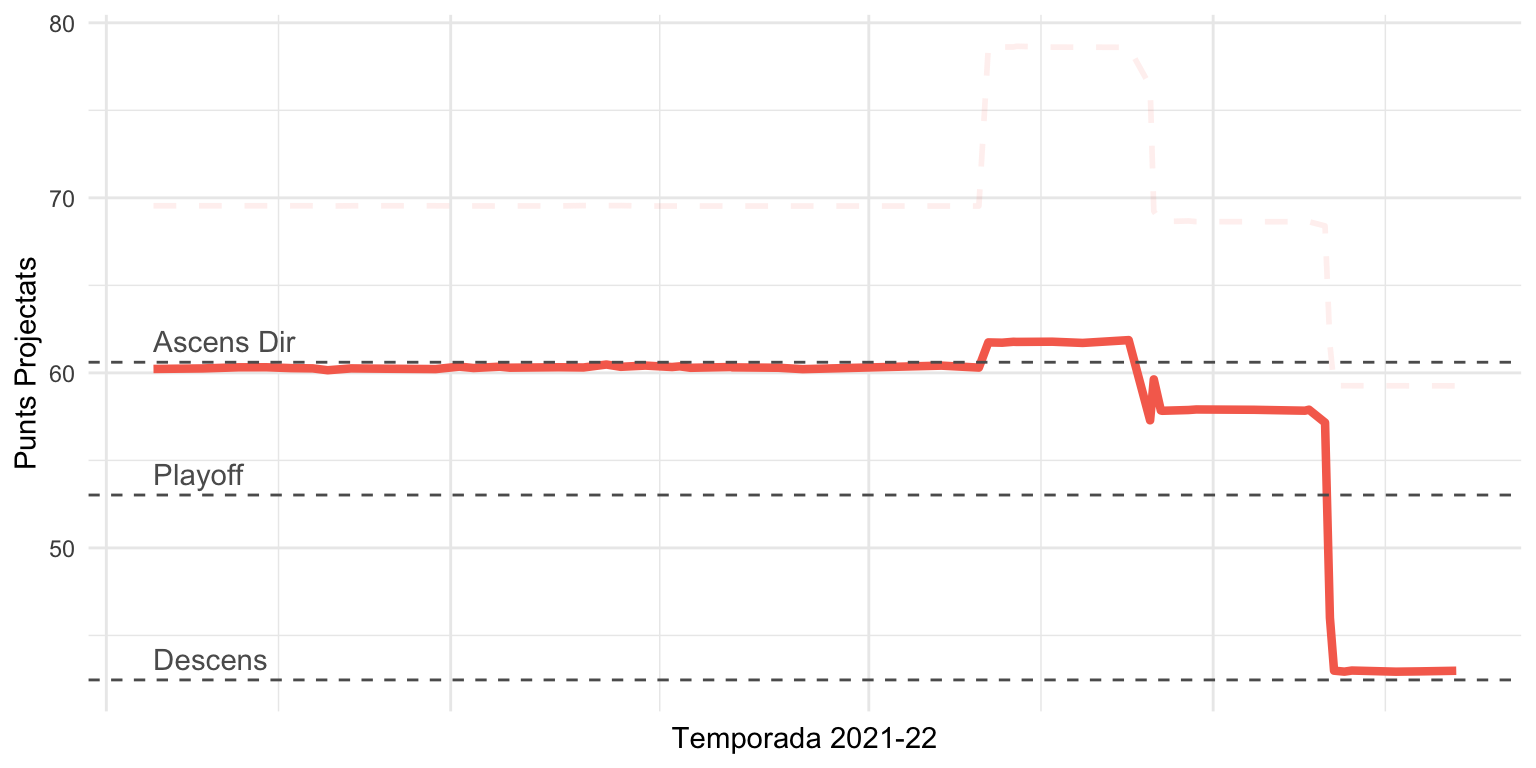 80
70
60
50
Punts Projectats
Ascens Dir
Playoff
Descens
Temporada 2021-22